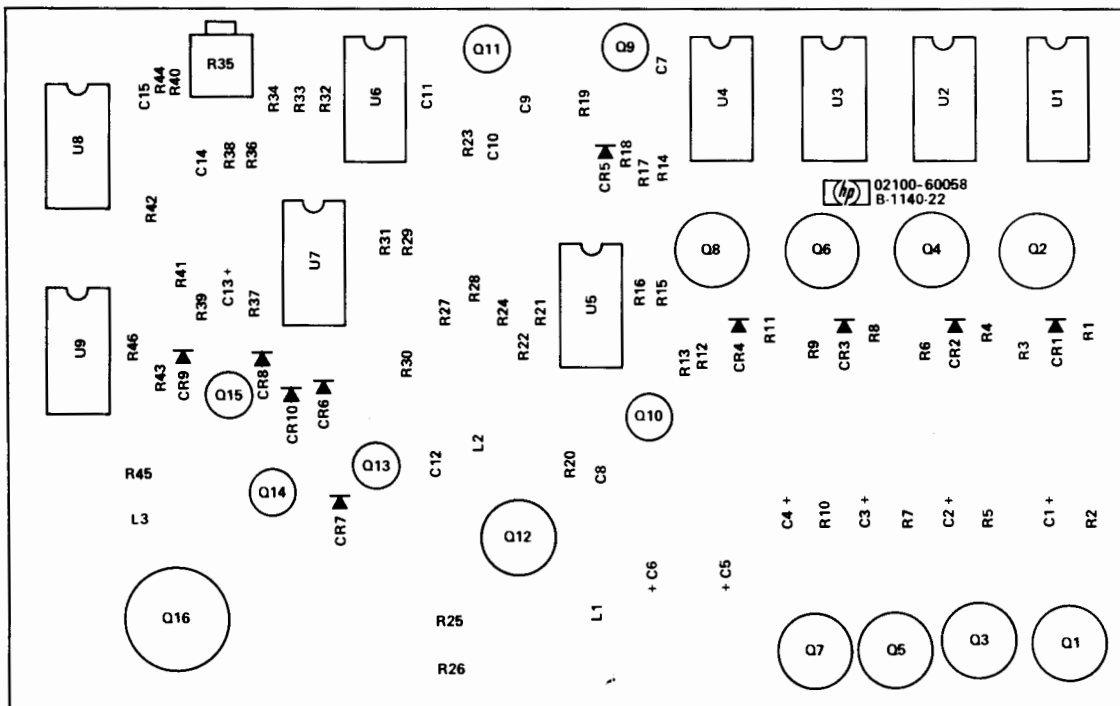 Q11
Q9
R35
C15
R44
R40
R34
R33
R32
U6
C11
C9
R19
C7
U4
U3
U2
U1
U8
C14
R38
R36
R23
C10
CR5
R18
R17
R14
hp 02100-60058
B-1140-22
R42
U7
R31
R29
Q8
Q6
Q4
Q2
R41
R39
C13 +
R37
R27
R28
R24
R22
R21
U5
R16
R15
U9
R46
R43
CR9
CR8
R30
R13
R12
CR4
R11
R9
CR3
R8
R6
CR2
R4
R3
CR1
R1
Q15
CR10
CR6
Q10
R45
Q14
Q13
C12
L2
R20
C8
L3
CR7
Q12
C4 +
R10
C3 +
R7
C2 +
R5
C1 +
R2
+ C6
+ C5
Q16
R25
L1
R26
Q7
Q5
Q3
Q1